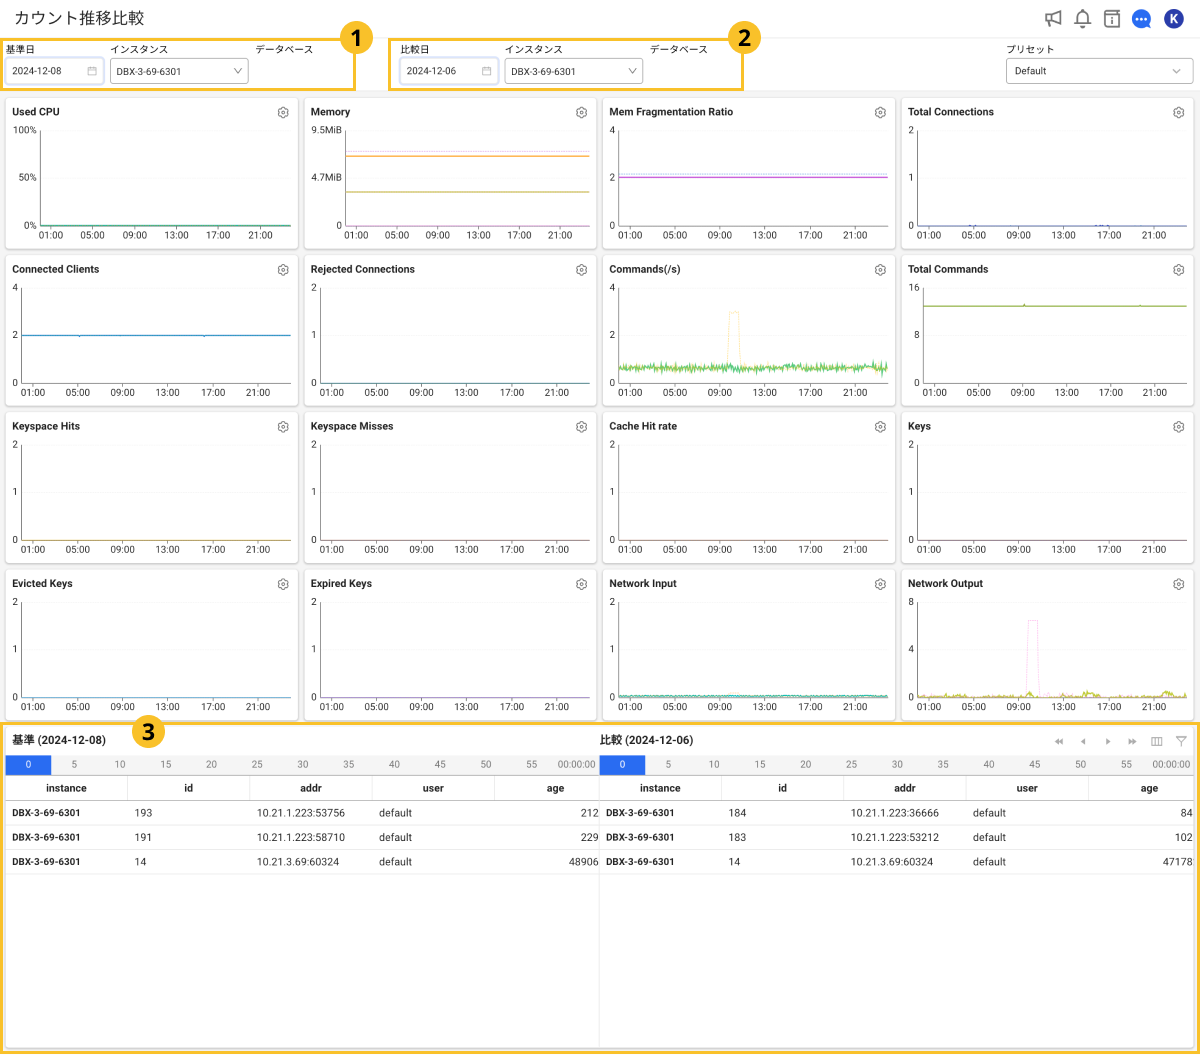 カウント推移比較
K
1
2
基準日 インスタンス データベース
比較日 インスタンス データベース
プリセット
2024-12-08 DBX-3-69-6301
2024-12-06 DBX-3-69-6301
Default
Used CPU
100%
50%
0%
01:00 05:00 09:00 13:00 17:00 21:00
Memory
9.5MiB
4.7MiB
0
01:00 05:00 09:00 13:00 17:00 21:00
Mem Fragmentation Ratio
4
2
0
01:00 05:00 09:00 13:00 17:00 21:00
Total Connections
2
1
0
01:00 05:00 09:00 13:00 17:00 21:00
Connected Clients
4
2
0
01:00 05:00 09:00 13:00 17:00 21:00
Rejected Connections
2
1
0
01:00 05:00 09:00 13:00 17:00 21:00
Commands(/s)
4
2
0
01:00 05:00 09:00 13:00 17:00 21:00
Total Commands
16
8
0
01:00 05:00 09:00 13:00 17:00 21:00
Keyspace Hits
2
1
0
01:00 05:00 09:00 13:00 17:00 21:00
Keyspace Misses
2
1
0
01:00 05:00 09:00 13:00 17:00 21:00
Cache Hit rate
2
1
0
01:00 05:00 09:00 13:00 17:00 21:00
Keys
2
1
0
01:00 05:00 09:00 13:00 17:00 21:00
Evicted Keys
2
1
0
01:00 05:00 09:00 13:00 17:00 21:00
Expired Keys
2
1
0
01:00 05:00 09:00 13:00 17:00 21:00
Network Input
2
1
0
01:00 05:00 09:00 13:00 17:00 21:00
Network Output
8
4
0
01:00 05:00 09:00 13:00 17:00 21:00
3
基準 (2024-12-08)
0 5 10 15 20 25 30 35 40 45 50 55 00:00:00
instance id addr user age
DBX-3-69-6301 193 10.21.1.223:53756 default 212
DBX-3-69-6301 191 10.21.1.223:58710 default 229
DBX-3-69-6301 14 10.21.3.69:60324 default 48906
比較 (2024-12-06)
0 5 10 15 20 25 30 35 40 45 50 55 00:00:00
instance id addr user age
DBX-3-69-6301 184 10.21.1.223:36666 default 84
DBX-3-69-6301 183 10.21.1.223:53212 default 102
DBX-3-69-6301 14 10.21.3.69:60324 default 47178